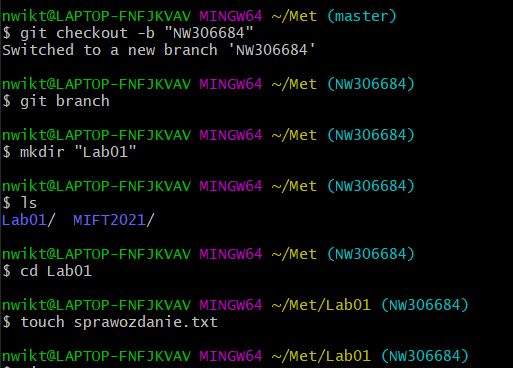 nwikt@LAPTOP-FNFJKVAV MINGW64 ~/Met (master)
$ git checkout -b "NW306684"
Switched to a new branch 'NW306684'
nwikt@LAPTOP-FNFJKVAV MINGW64 ~/Met (NW306684)
$ git branch
nwikt@LAPTOP-FNFJKVAV MINGW64 ~/Met (NW306684)
$ mkdir "Lab01"
nwikt@LAPTOP-FNFJKVAV MINGW64 ~/Met (NW306684)
$ ls
Lab01/  MIFT2021/
nwikt@LAPTOP-FNFJKVAV MINGW64 ~/Met (NW306684)
$ cd Lab01
nwikt@LAPTOP-FNFJKVAV MINGW64 ~/Met/Lab01 (NW306684)
$ touch sprawozdanie.txt
nwikt@LAPTOP-FNFJKVAV MINGW64 ~/Met/Lab01 (NW306684)